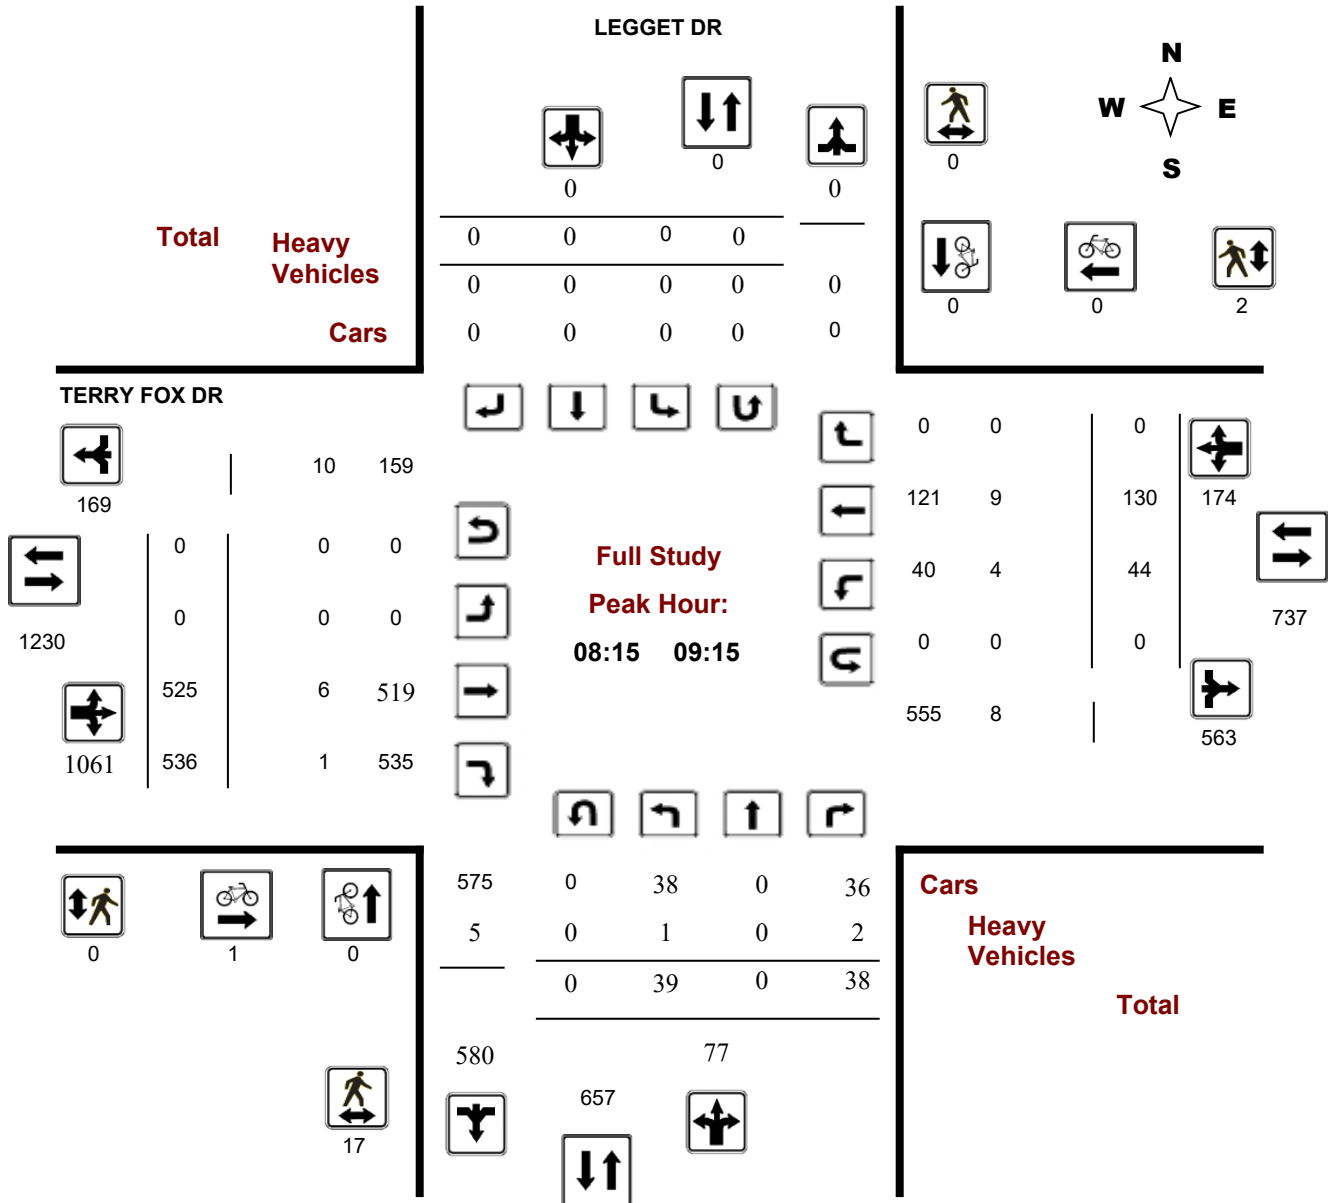 LEGGET DR
N
W E
S
0
0
0 0
0
Total Heavy Vehicles
0 0 0 0
0 0 0 0 0
Cars
0 0 0 0 0
0 0 2
TERRY FOX DR
10 159
169
0 0 0
0 0 0
1230
525 6 519
1061 536 1 535
Full Study
Peak Hour:
08:15 09:15
0 0 0
121 9 130 174
40 4 44
737
0 0 0
555 8
563
0 1 0
575 0 38 0 36
5 0 1 0 2
0 39 0 38
580 77
657
17
Cars
Heavy
Vehicles
Total